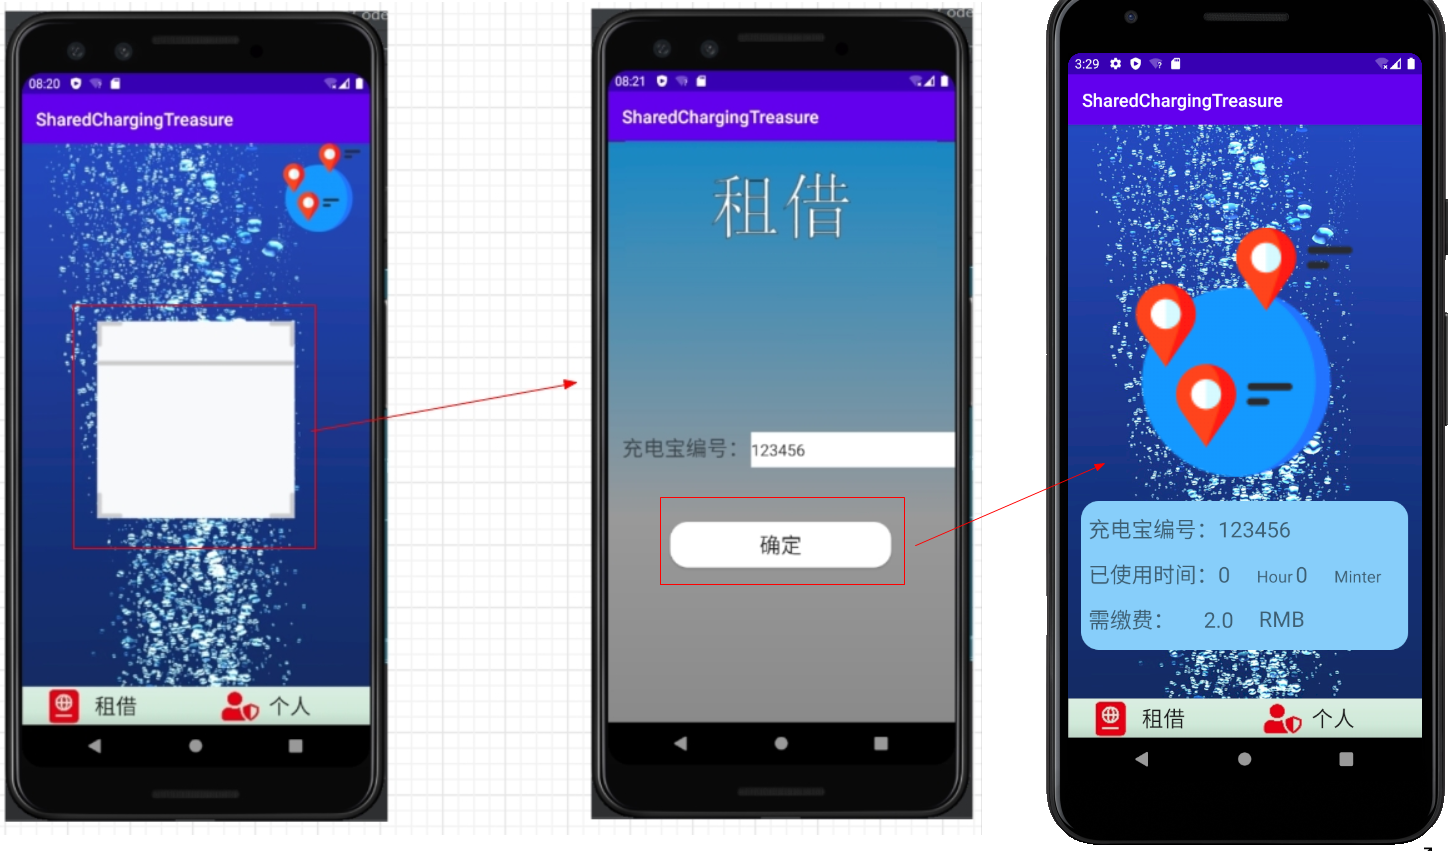 08:20
SharedChargingTreasure
租借
个人
08:21
SharedChargingTreasure
租借
充电宝编号：
123456
确定
3:29
SharedChargingTreasure
充电宝编号：123456
已使用时间：0 Hour 0 Minter
需缴费： 2.0 RMB
租借
个人